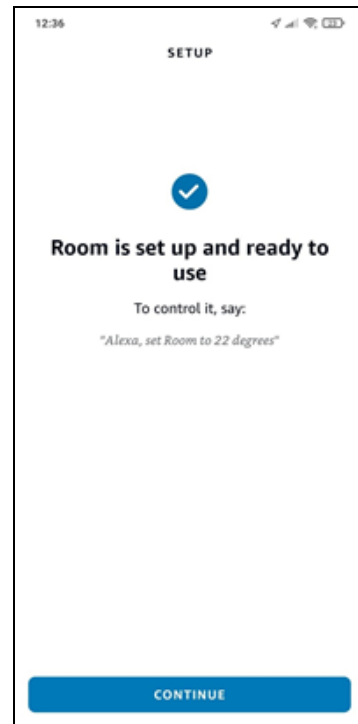 12:36
SETUP
Room is set up and ready to
use
To control it, say:
"Alexa, set Room to 22 degrees"
CONTINUE